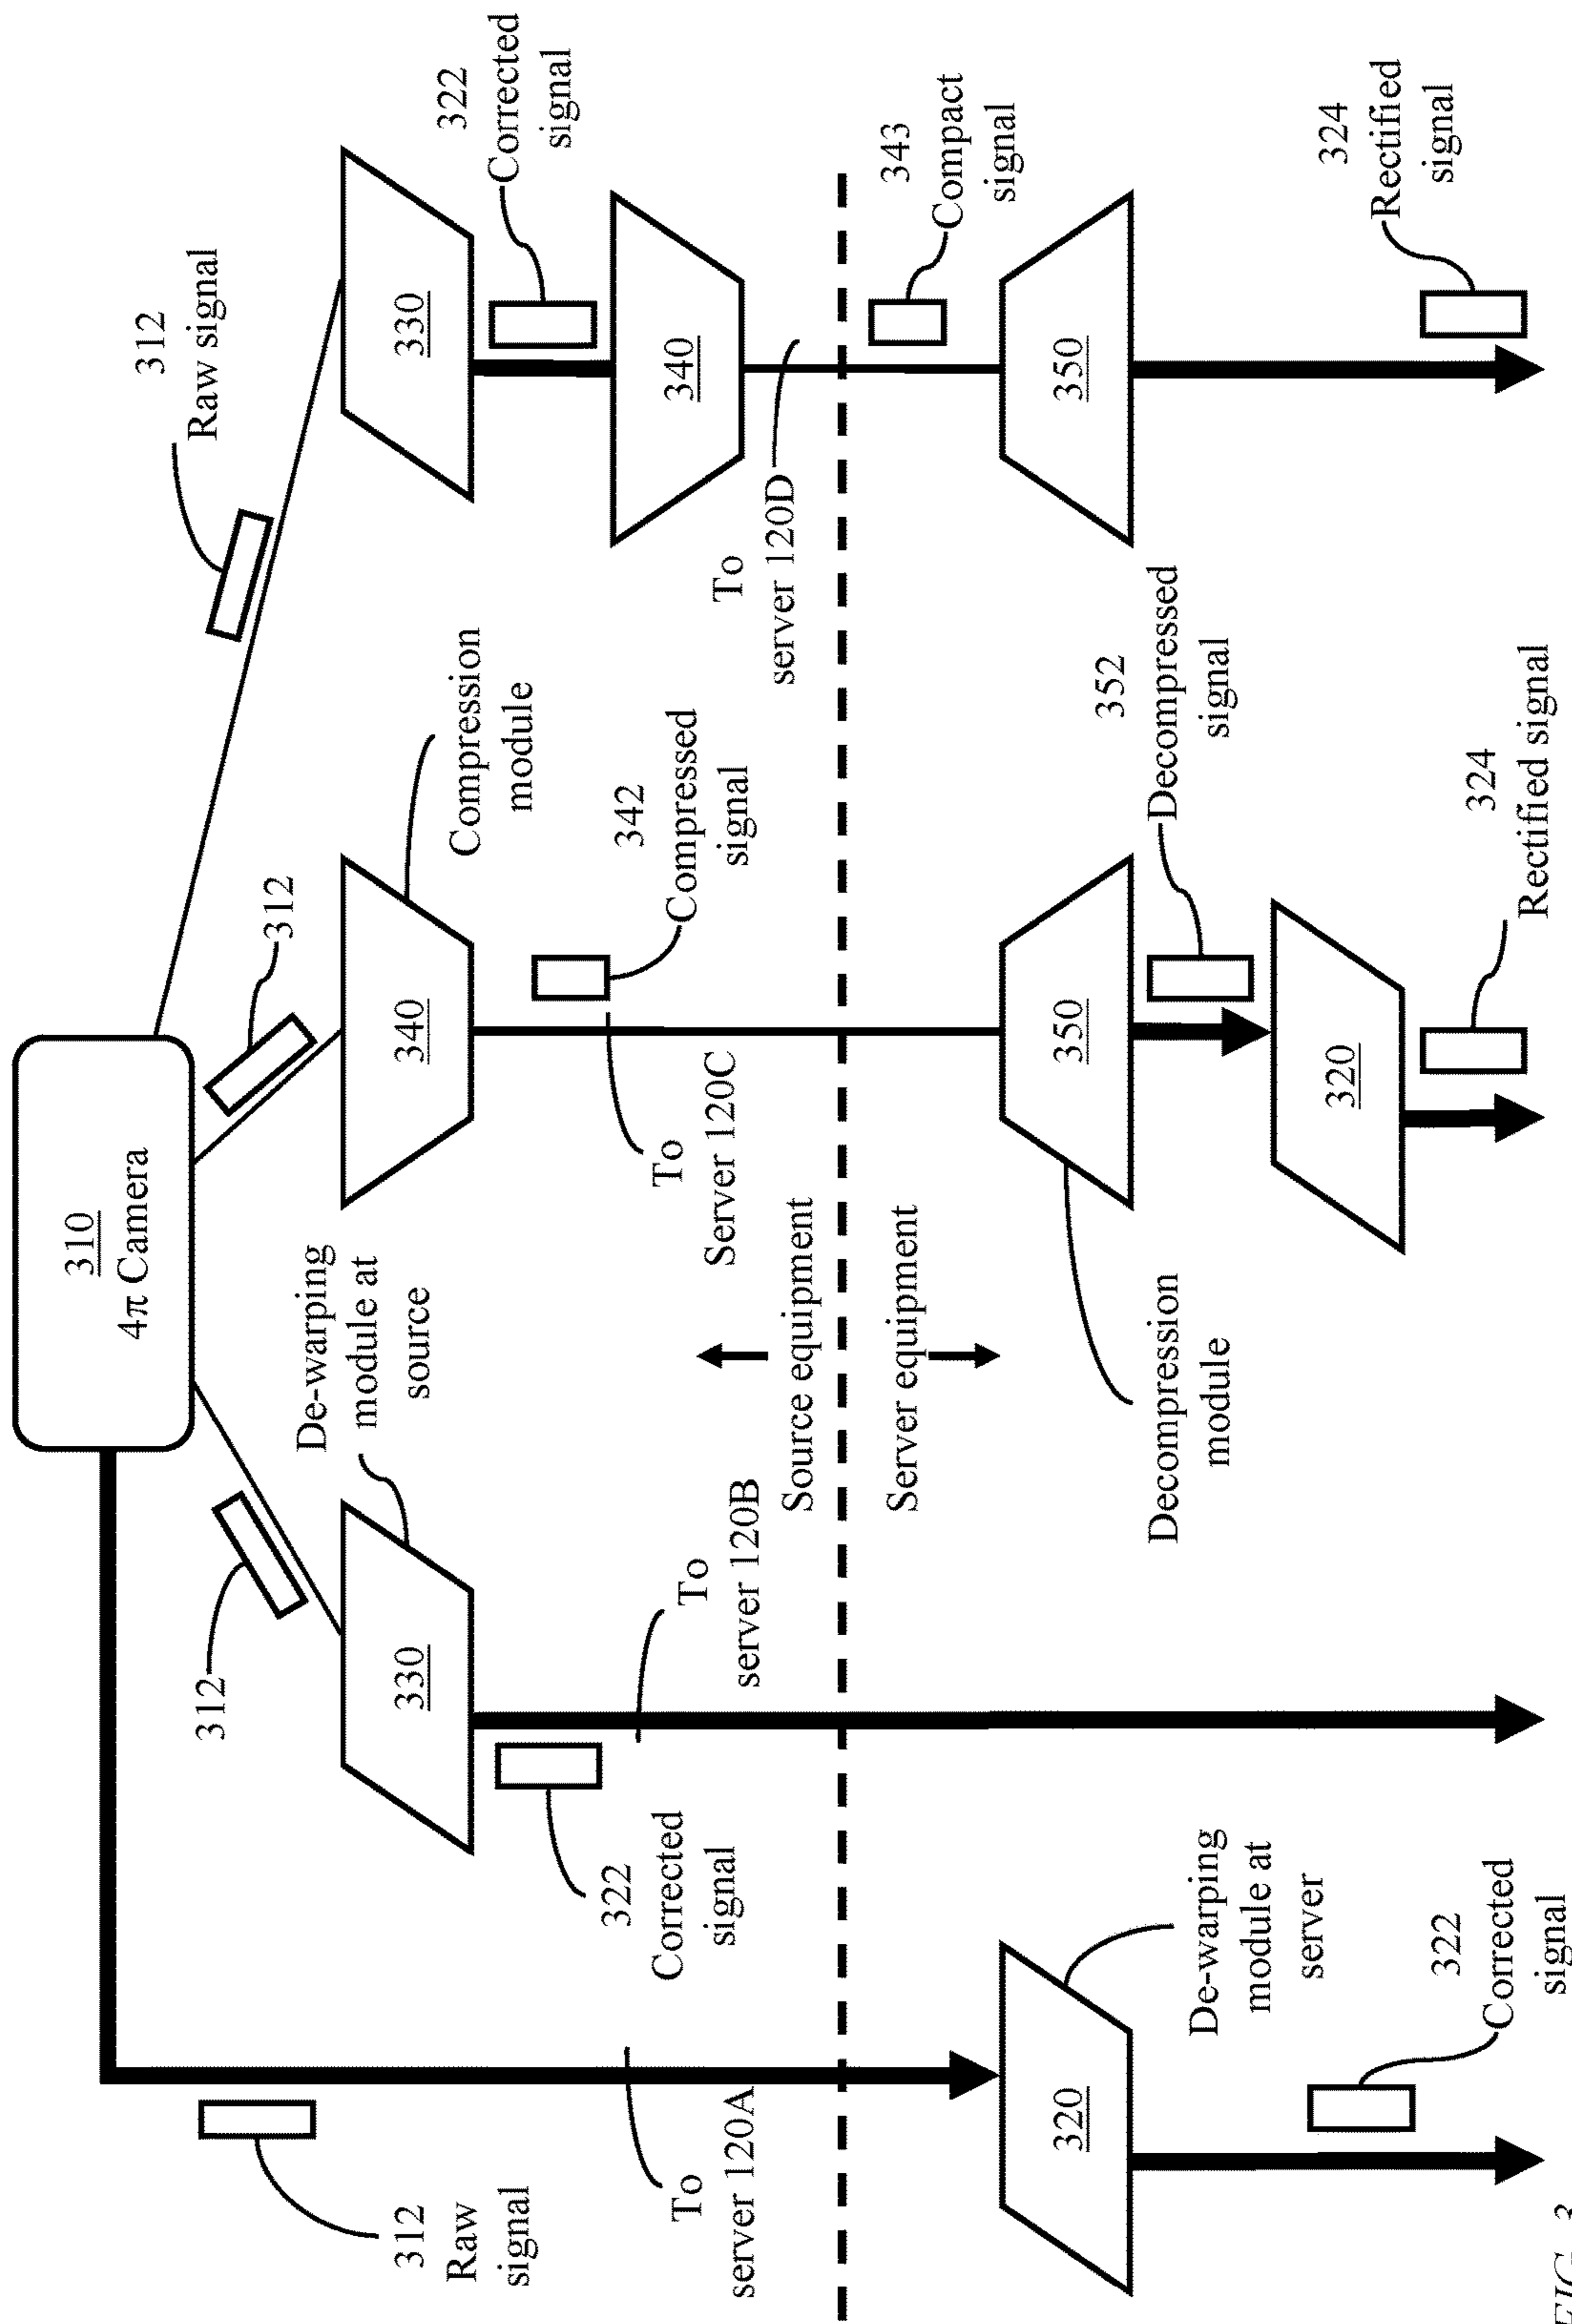 310
4π Camera
312
Raw signal
312
312
312
Raw
signal
330
De-warping
module at
source
340
Compression
module
330
322
Corrected
signal
322
Corrected
signal
342
Compressed
signal
340
To
server 120A
To
server 120B
To
Server 120C
To
server 120D
Source equipment
Server equipment
343
Compact
signal
320
De-warping
module at
server
350
Decompression
module
350
352
Decompressed
signal
320
322
Corrected
signal
324
Rectified signal
324
Rectified
signal
FIG. 3